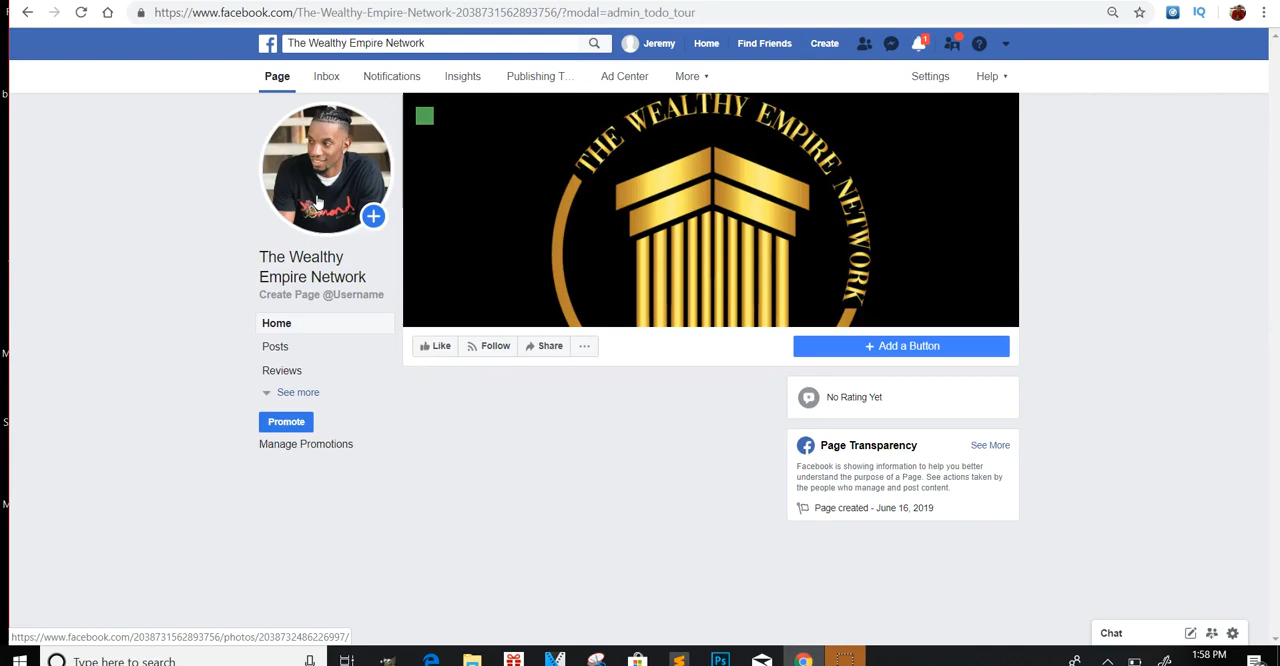 https://www.facebook.com/The-Wealthy-Empire-Network-2038731562893756/?modal=admin_todo_tour
The Wealthy Empire Network
Jeremy Home Find Friends Create
1
Page Inbox Notifications Insights Publishing T... Ad Center More Settings Help
THE WEALTHY EMPIRE NETWORK
The Wealthy
Empire Network
Create Page @Username
Home
Posts
Reviews
See more
Promote
Manage Promotions
Like Follow Share ... + Add a Button
No Rating Yet
Page Transparency See More
Facebook is showing information to help you better
understand the purpose of a Page. See actions taken by
the people who manage and post content.
Page created - June 16, 2019
Chat
https://www.facebook.com/2038731562893756/photos/2038732486226997/
Type here to search
1:58 PM